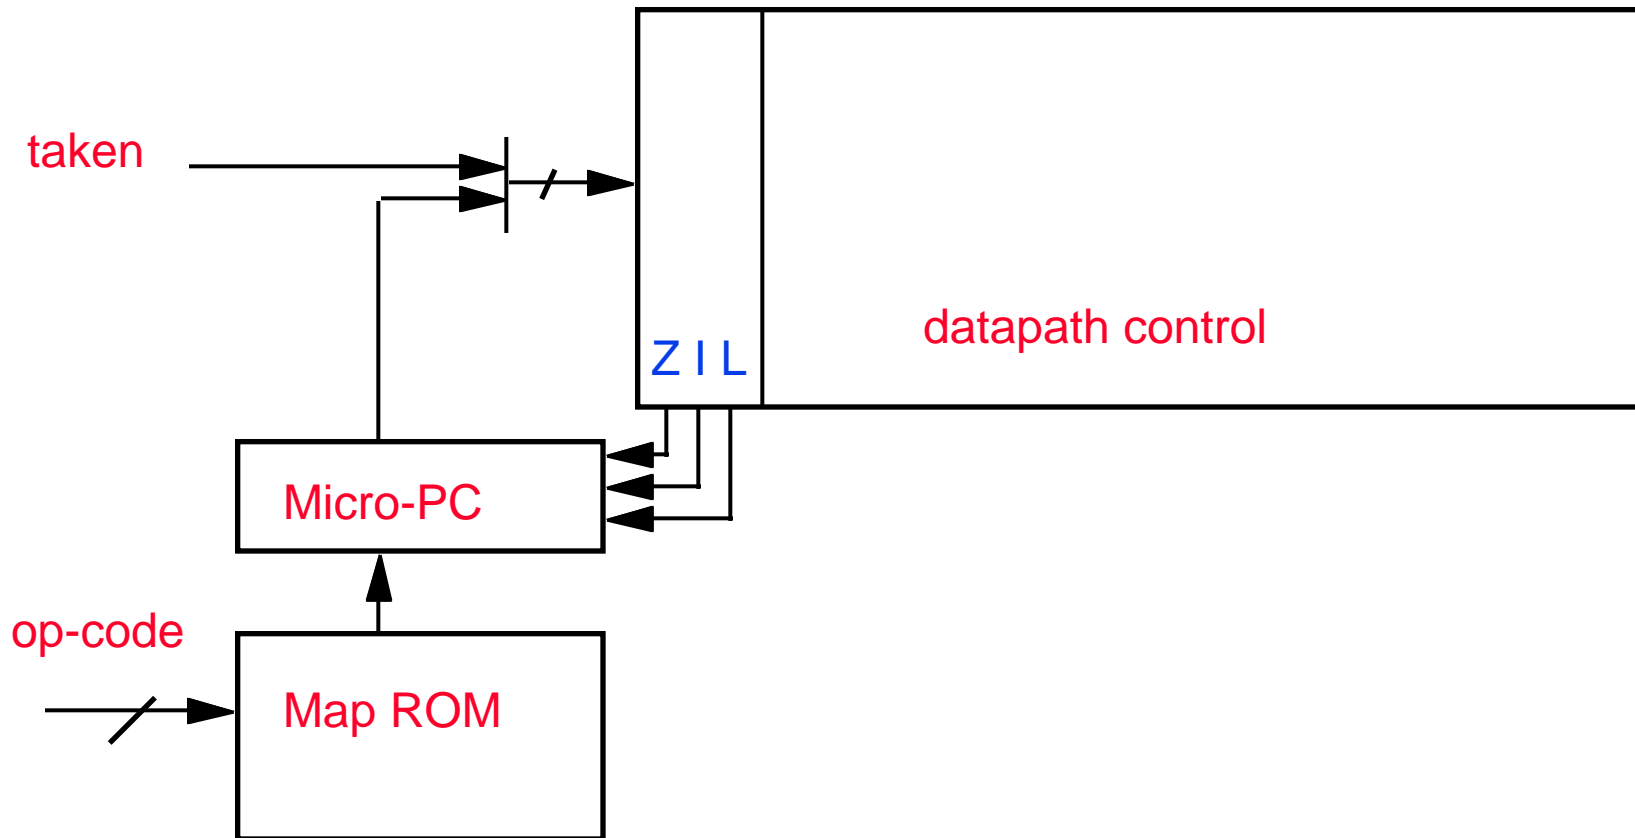 taken
datapath control
Z I L
Micro-PC
op-code
Map ROM